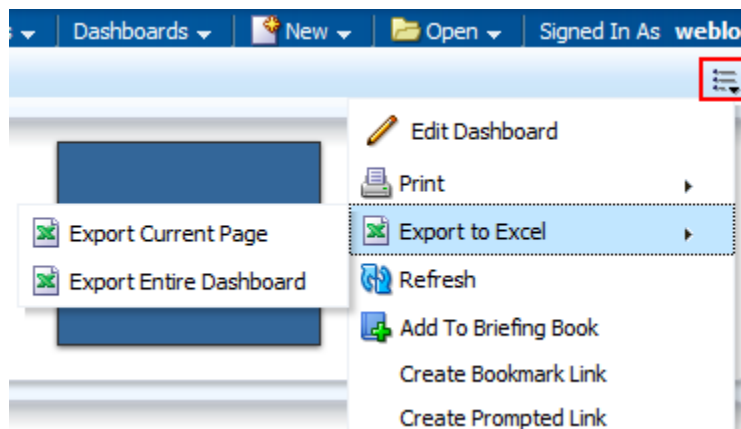 s Dashboards New Open Signed In As weblo
Edit Dashboard
Print
Export to Excel
Export Current Page
Export Entire Dashboard
Refresh
Add To Briefing Book
Create Bookmark Link
Create Prompted Link